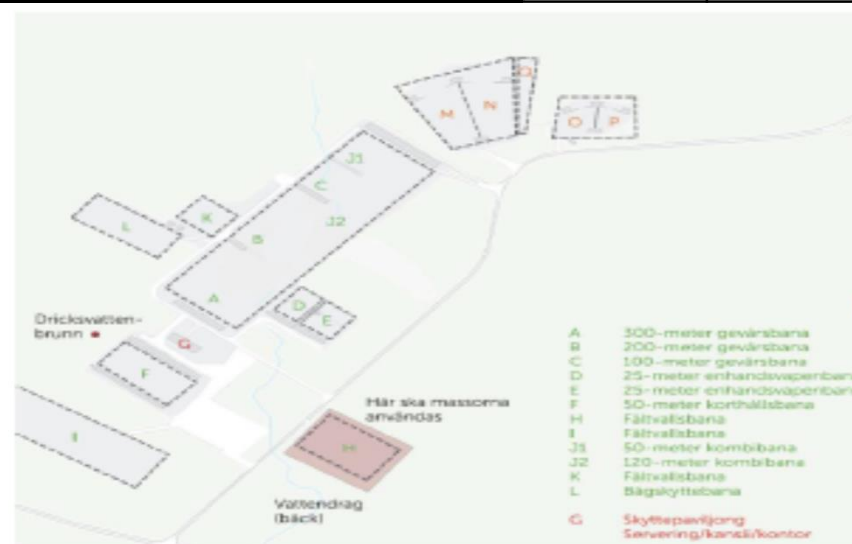 M
N
Q
O
P
J1
C
J2
K
L
B
A
D
E
Dricksvatten-
brunn
G
F
Här ska massorna
användas
I
H
Vattendrag
(bäck)
A 300-meter gevärsbana
B 200-meter gevärsbana
C 100-meter gevärsbana
D 25-meter enhandsvapenbana
E 25-meter enhandsvapenbana
F 50-meter korthållsbana
H Fältvallsbana
I Fältvallsbana
J1 50-meter kombibana
J2 120-meter kombibana
K Fältvallsbana
L Bågskyttebana
G Skyttepaviljong
Servering/kansli/kontor